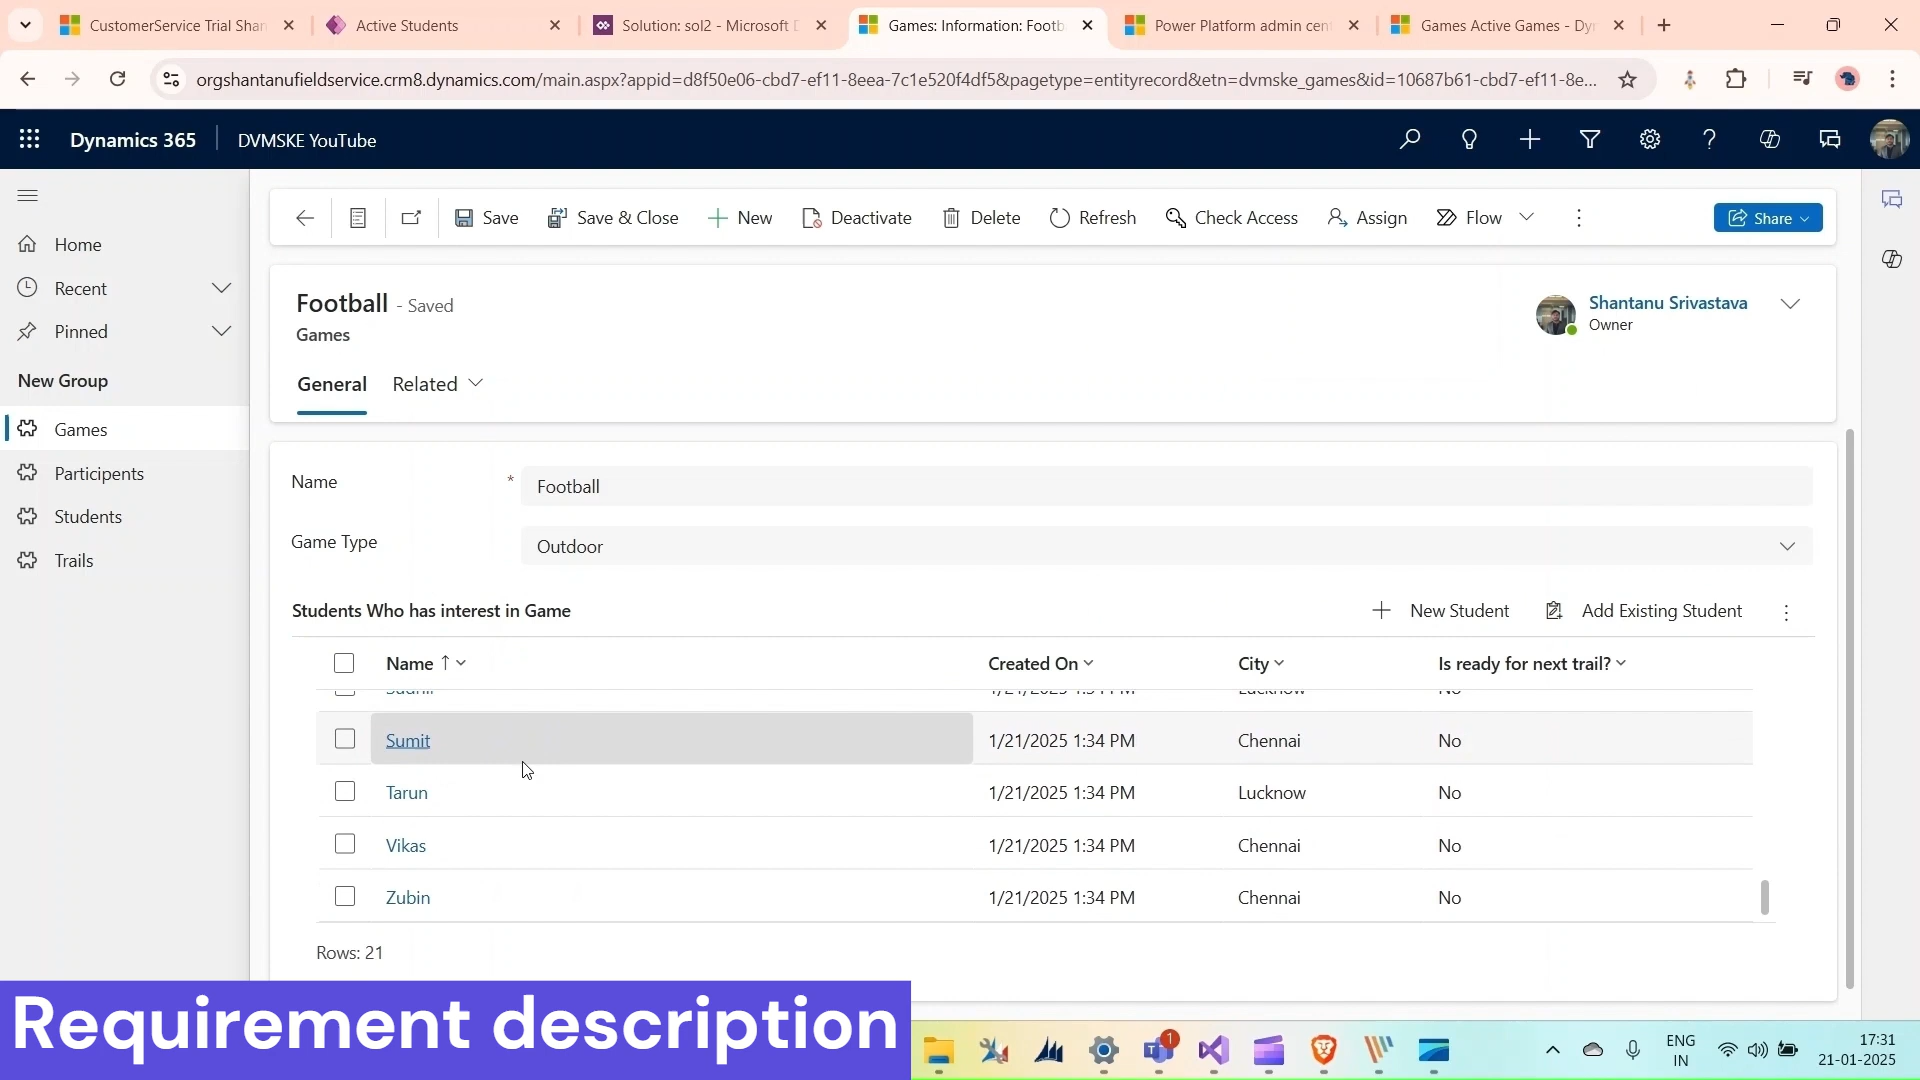 CustomerService Trial Shan
Active Students
Solution: sol2 - Microsoft D
Games: Information: Footb
Power Platform admin cent
Games Active Games - Dyn
orgshantanufieldservice.crm8.dynamics.com/main.aspx?appid=d8f50e06-cbd7-ef11-8eea-7c1e520f4df5&pagetype=entityrecord&etn=dvmske_games&id=10687b61-cbd7-ef11-8e...
Dynamics 365
DVMSKE YouTube
Home
Recent
Pinned
New Group
Games
Participents
Students
Trails
Save
Save & Close
New
Deactivate
Delete
Refresh
Check Access
Assign
Flow
Share
Football - Saved
Games
Shantanu Srivastava
Owner
General
Related
Name * Football
Game Type Outdoor
Students Who has interest in Game
New Student
Add Existing Student
Name ↑ Created On City Is ready for next trail?
Sumit 1/21/2025 1:34 PM Chennai No
Tarun 1/21/2025 1:34 PM Lucknow No
Vikas 1/21/2025 1:34 PM Chennai No
Zubin 1/21/2025 1:34 PM Chennai No
Rows: 21
Requirement description
1
ENG
IN
17:31
21-01-2025